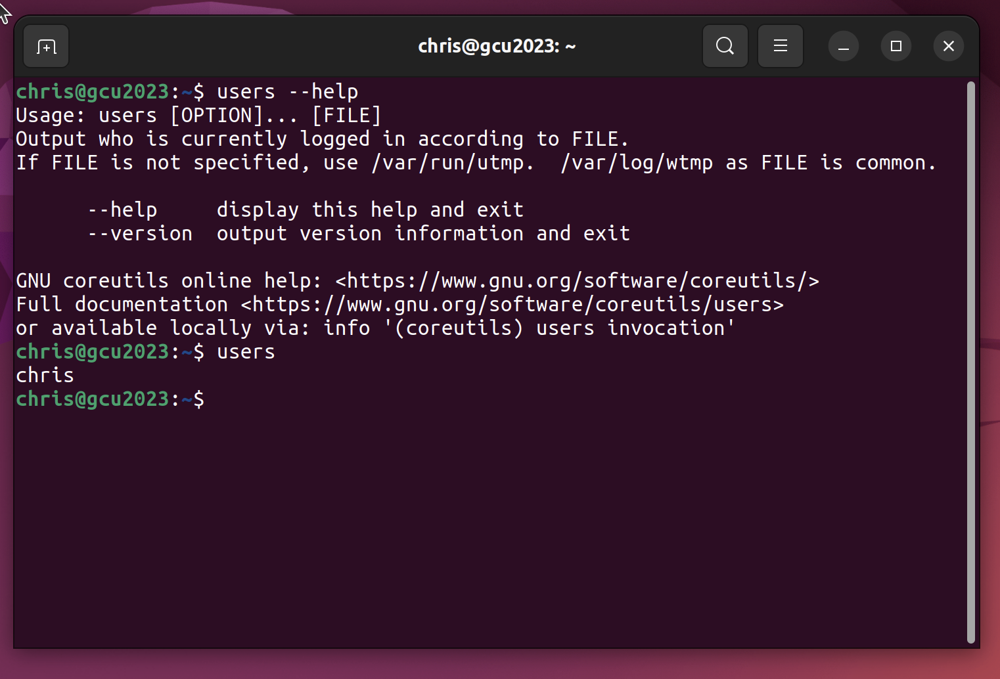 chris@gcu2023: ~
chris@gcu2023:~$ users --help
Usage: users [OPTION]... [FILE]
Output who is currently logged in according to FILE.
If FILE is not specified, use /var/run/utmp.  /var/log/wtmp as FILE is common.

      --help     display this help and exit
      --version  output version information and exit

GNU coreutils online help: <https://www.gnu.org/software/coreutils/>
Full documentation <https://www.gnu.org/software/coreutils/users>
or available locally via: info '(coreutils) users invocation'
chris@gcu2023:~$ users
chris
chris@gcu2023:~$